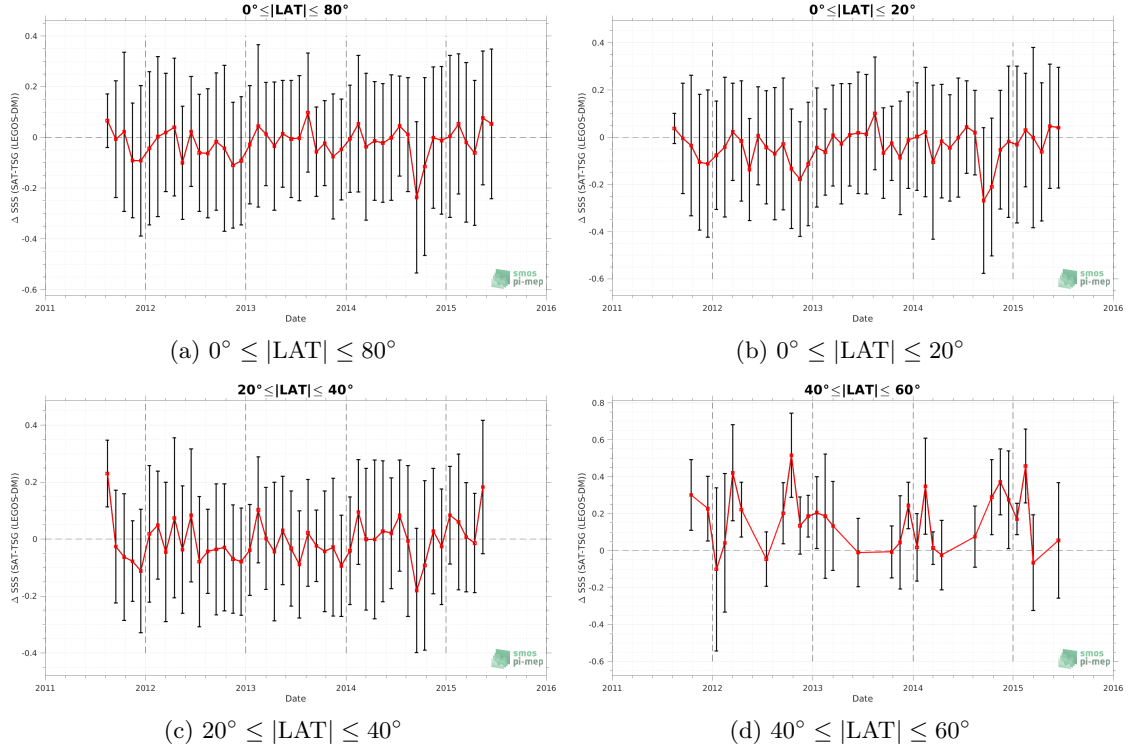 0°≤|LAT|≤ 80°
Δ SSS (SAT-TSG (LEGOS-DM))
0.4
0.2
0
-0.2
-0.4
-0.6
2011
2012
2013
2014
2015
2016
Date
smos
pi-mep
(a) 0° ≤ |LAT| ≤ 80°
0°≤|LAT|≤ 20°
Δ SSS (SAT-TSG (LEGOS-DM))
0.4
0.2
0
-0.2
-0.4
-0.6
2011
2012
2013
2014
2015
2016
Date
smos
pi-mep
(b) 0° ≤ |LAT| ≤ 20°
20°≤|LAT|≤ 40°
Δ SSS (SAT-TSG (LEGOS-DM))
0.4
0.2
0
-0.2
-0.4
2011
2012
2013
2014
2015
2016
Date
smos
pi-mep
(c) 20° ≤ |LAT| ≤ 40°
40°≤|LAT|≤ 60°
Δ SSS (SAT-TSG (LEGOS-DM))
0.8
0.6
0.4
0.2
0
-0.2
-0.4
-0.6
2011
2012
2013
2014
2015
2016
Date
smos
pi-mep
(d) 40° ≤ |LAT| ≤ 60°